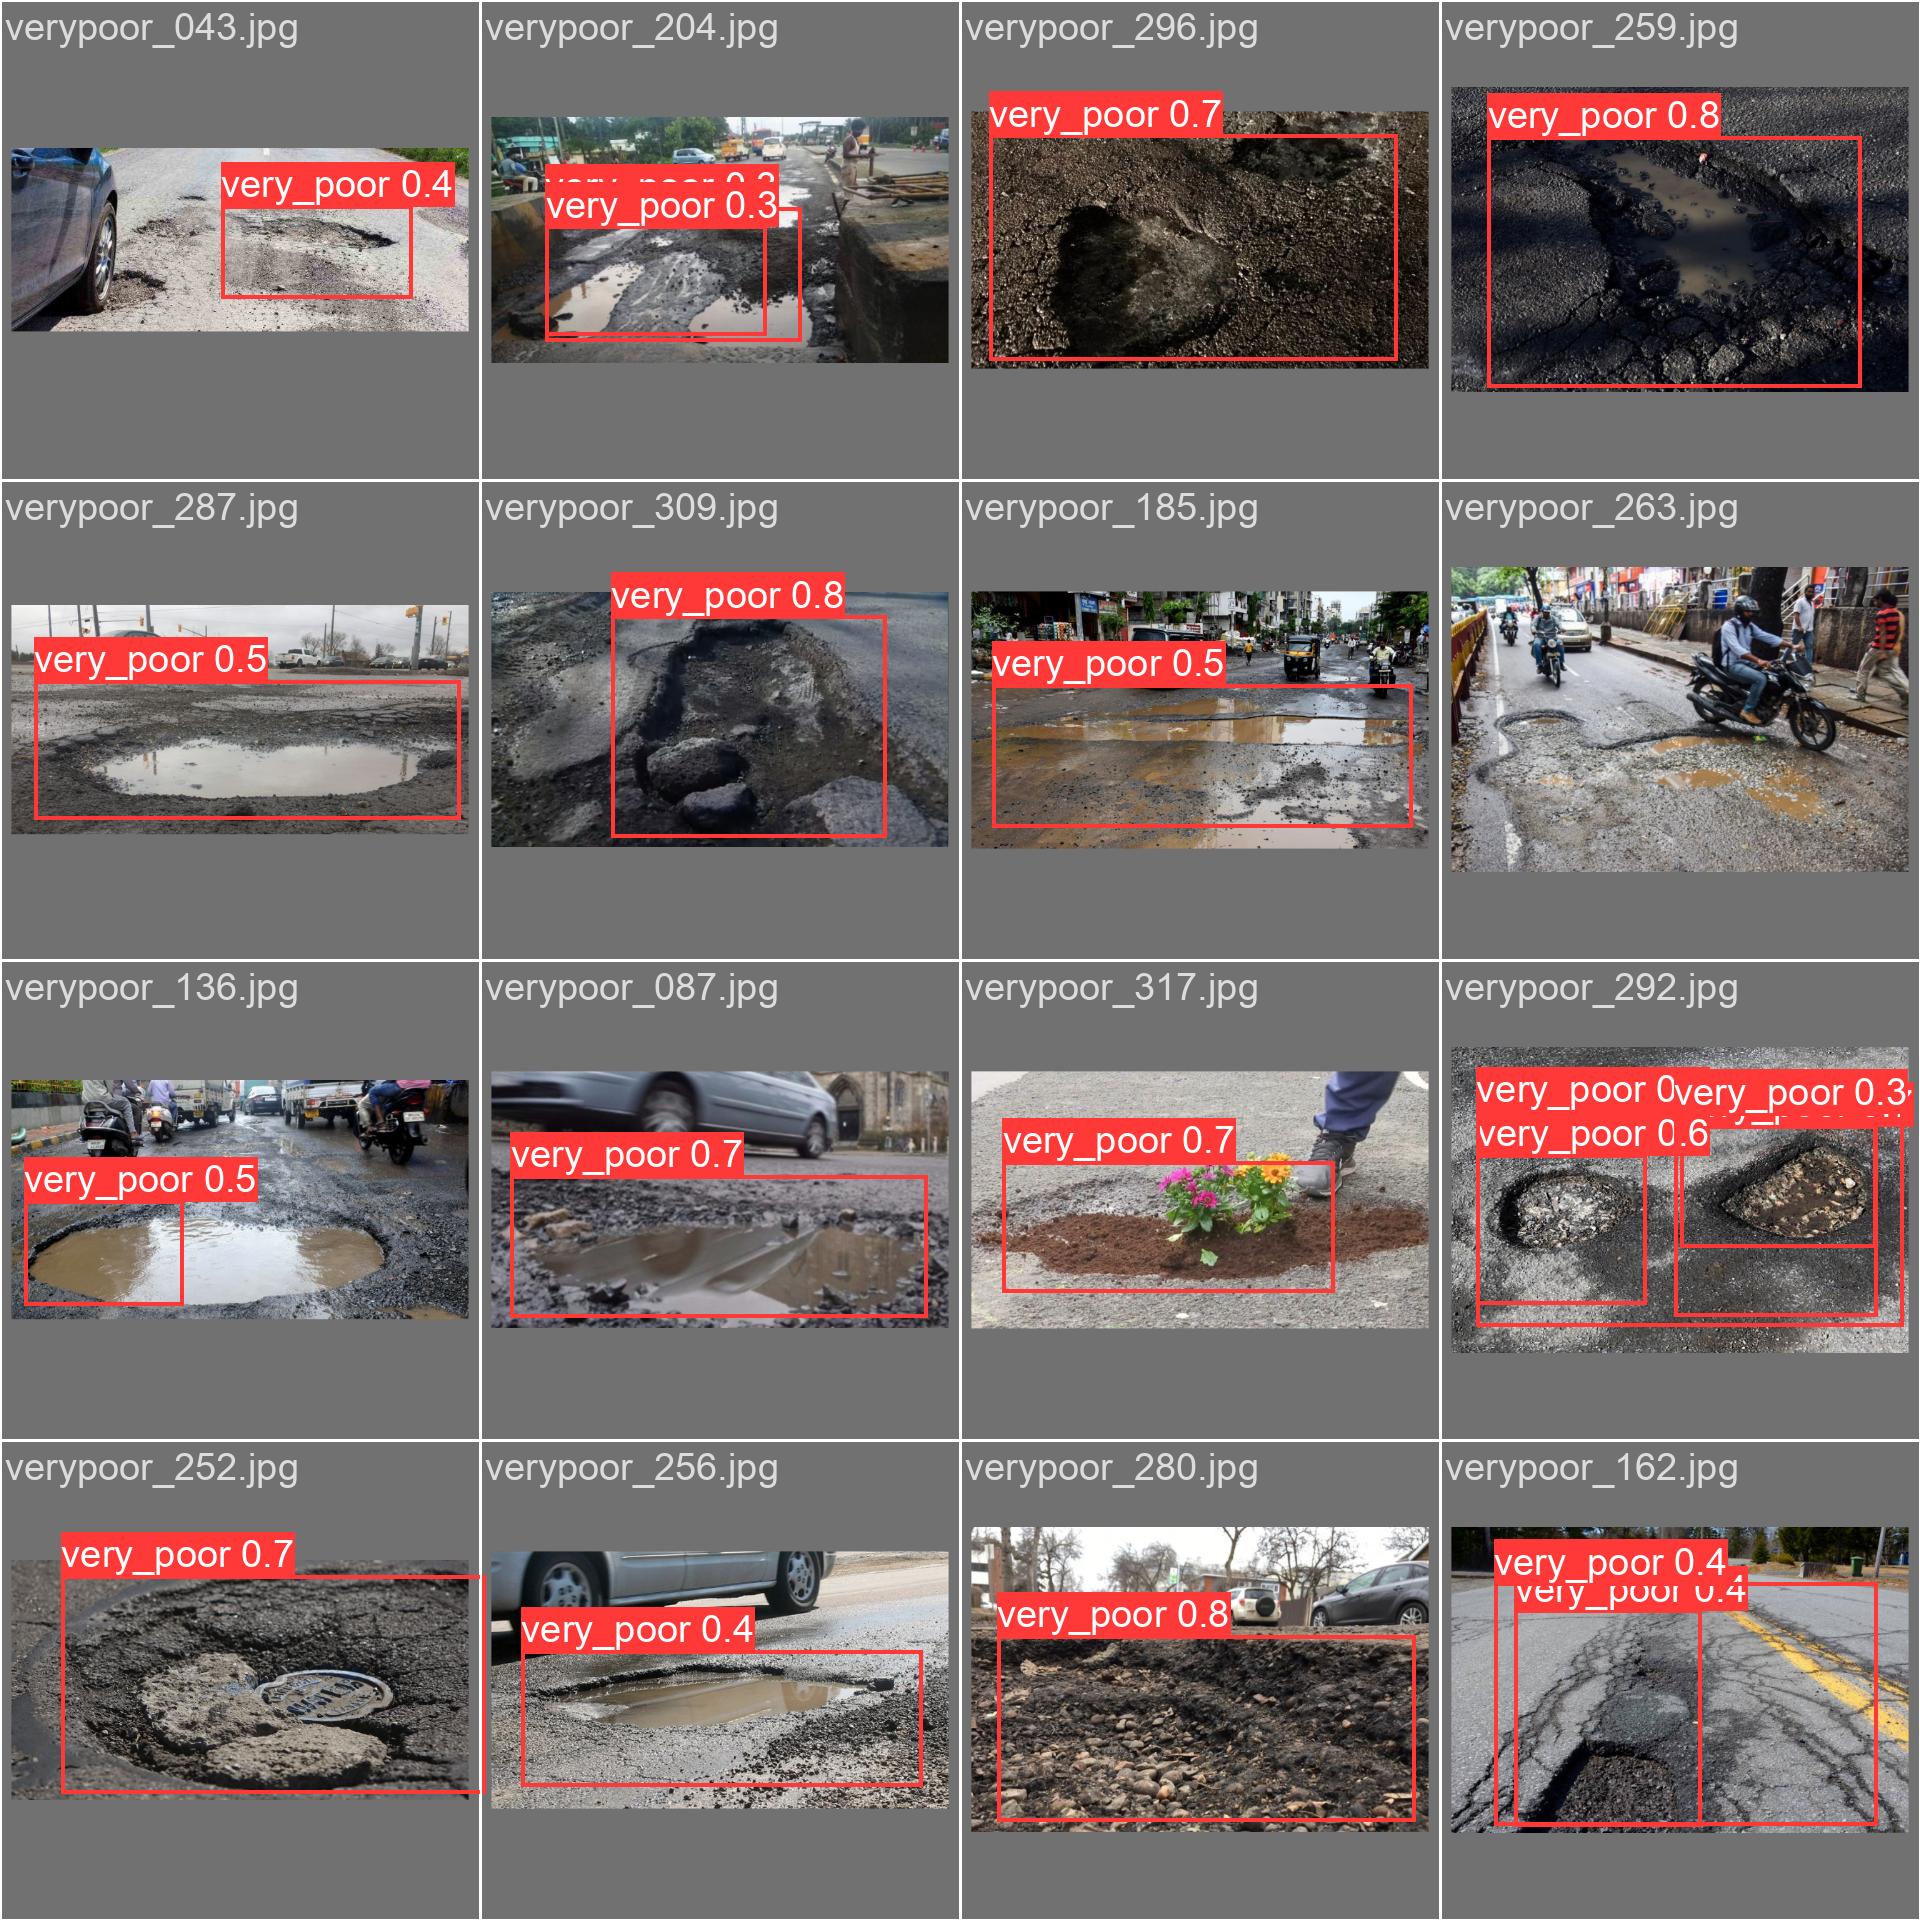 verypoor_043.jpg
verypoor_204.jpg
verypoor_296.jpg
verypoor_259.jpg
very_poor 0.4
very_poor 0.3
very_poor 0.3
very_poor 0.7
very_poor 0.8
verypoor_287.jpg
verypoor_309.jpg
verypoor_185.jpg
verypoor_263.jpg
very_poor 0.5
very_poor 0.8
very_poor 0.5
verypoor_136.jpg
verypoor_087.jpg
verypoor_317.jpg
verypoor_292.jpg
very_poor 0.5
very_poor 0.7
very_poor 0.7
very_poor 0
very_poor 0.3
very_poor 0.6
verypoor_252.jpg
verypoor_256.jpg
verypoor_280.jpg
verypoor_162.jpg
very_poor 0.7
very_poor 0.4
very_poor 0.8
very_poor 0.4
very_poor 0.4